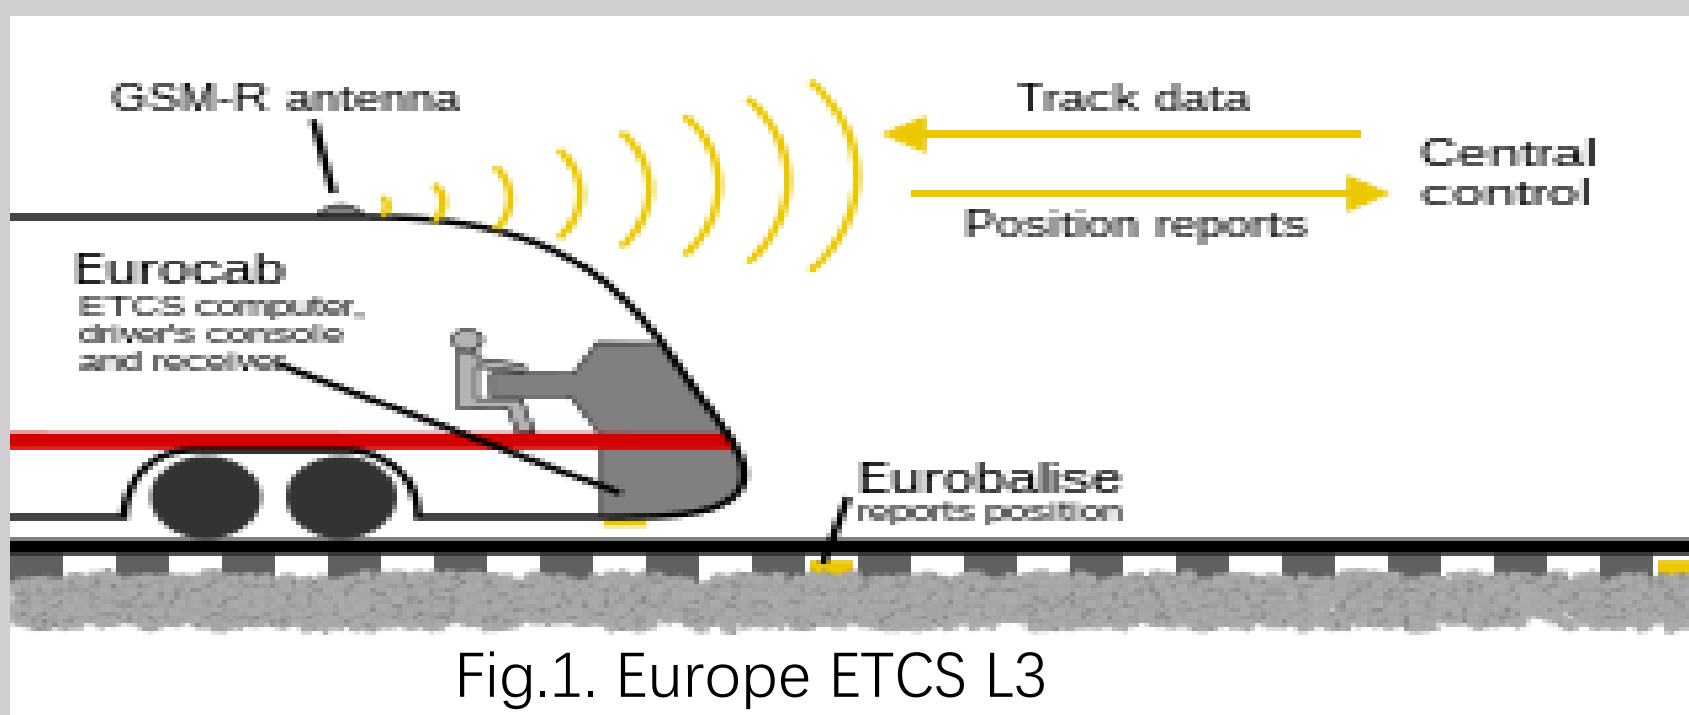 GSM-R antenna
Track data
Central
control
Position reports
Eurocab
ETCS computer,
driver's console
and receiver
Eurobalise
reports position
Fig.1. Europe ETCS L3